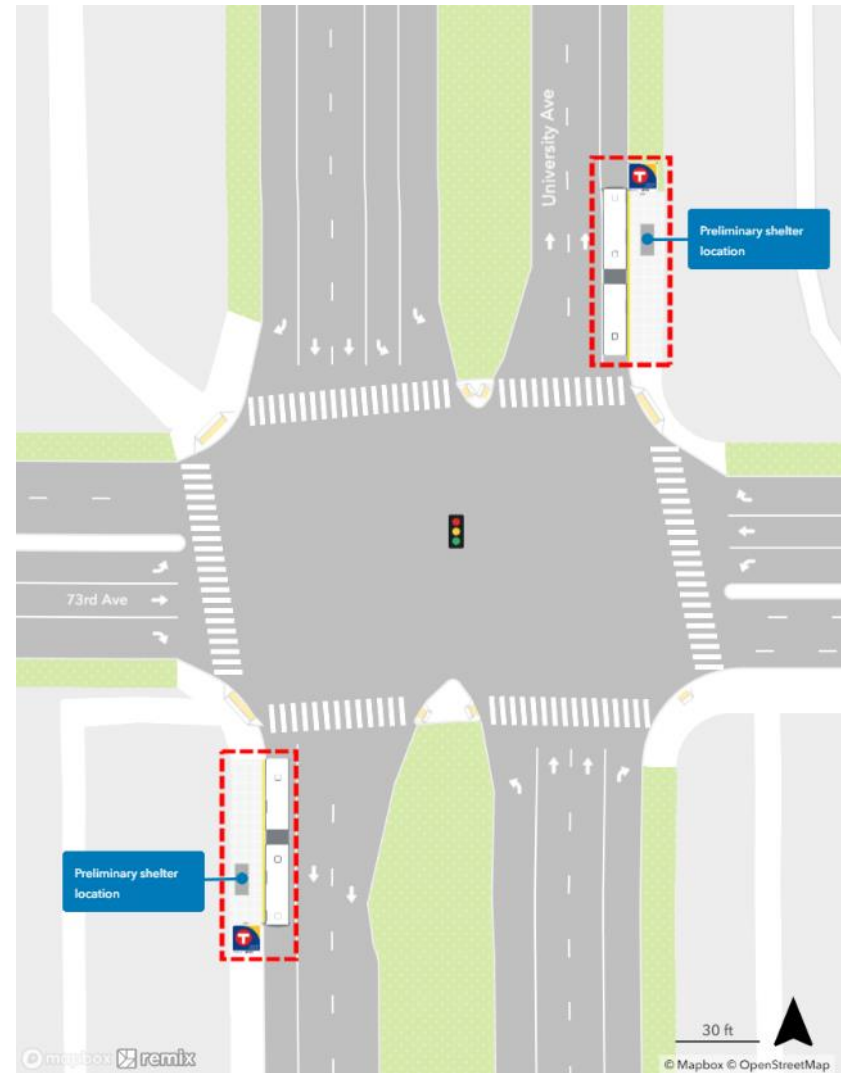 University Ave
Preliminary shelter
location
73rd Ave
Preliminary shelter
location
30 ft
mapbox remix
© Mapbox © OpenStreetMap